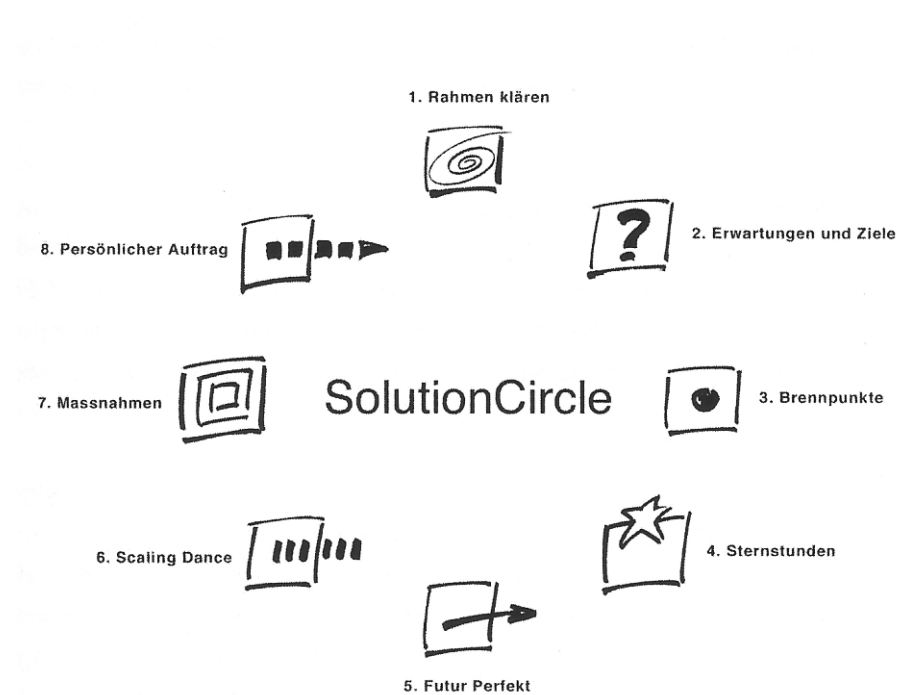 1. Rahmen klären
2. Erwartungen und Ziele
8. Persönlicher Auftrag
SolutionCircle
3. Brennpunkte
7. Massnahmen
4. Sternstunden
6. Scaling Dance
5. Futur Perfekt